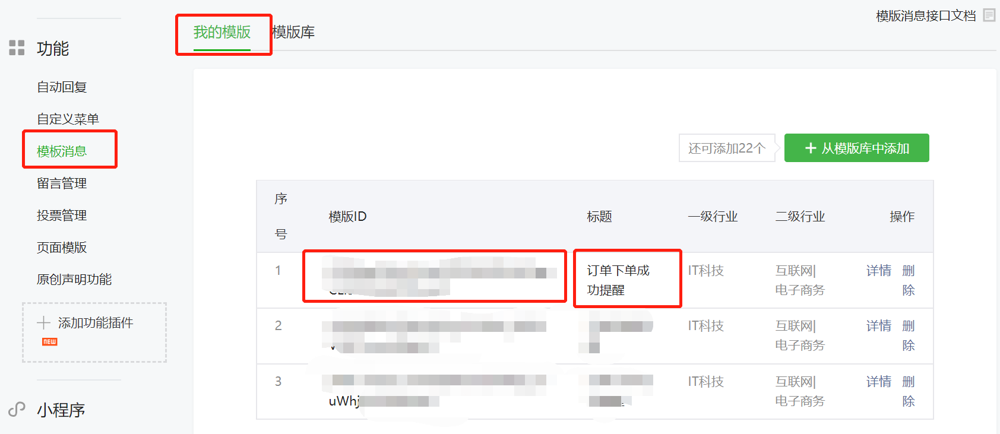 模版消息接口文档
我的模版 模版库
功能
自动回复
自定义菜单
模板消息
留言管理
投票管理
页面模版
原创声明功能
添加功能插件
NEW
小程序
还可添加22个
从模版库中添加
序号 模版ID 标题 一级行业 二级行业 操作
1 订单下单成 IT科技 互联网| 详情 删
功提醒 电子商务 除
2 IT科技 互联网| 详情 删
电子商务 除
3 IT科技 互联网| 详情 删
uWhj 电子商务 除